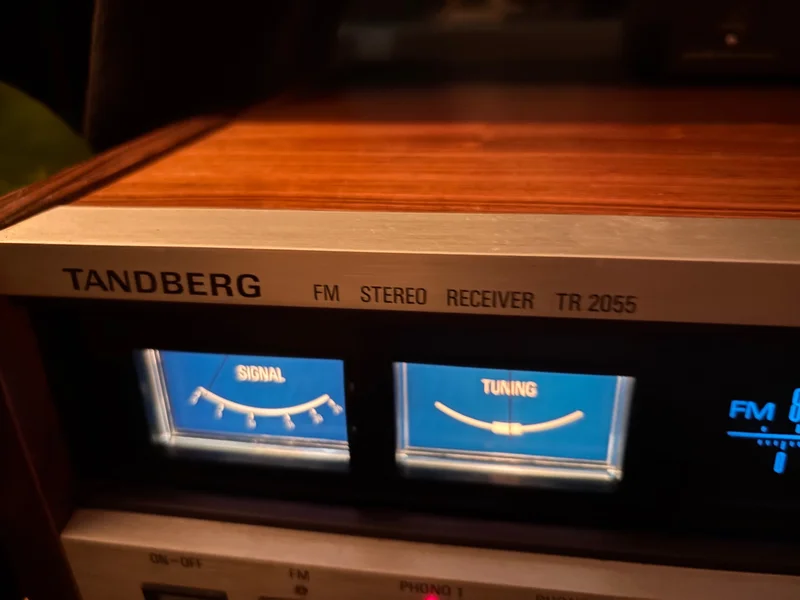 TANDBERG FM STEREO RECEIVER TR 2055
SIGNAL
TUNING
FM
ON-OFF
FM
PHONO 1